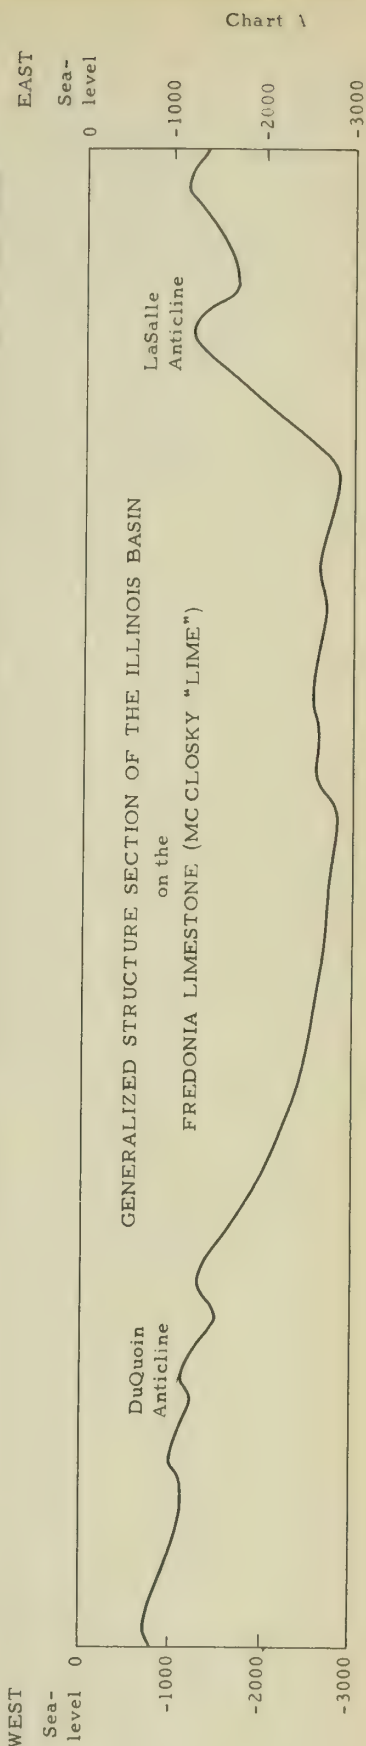 Chart
WEST
Sea-
level
0
-1000
-2000
-3000
DuQuoin
Anticline
GENERALIZED STRUCTURE SECTION OF THE ILLINOIS BASIN
on the
FREDONIA LIMESTONE (MC CLOSKY "LIME")
LaSalle
Anticline
EAST
Sea-
level
0
-1000
-2000
-3000